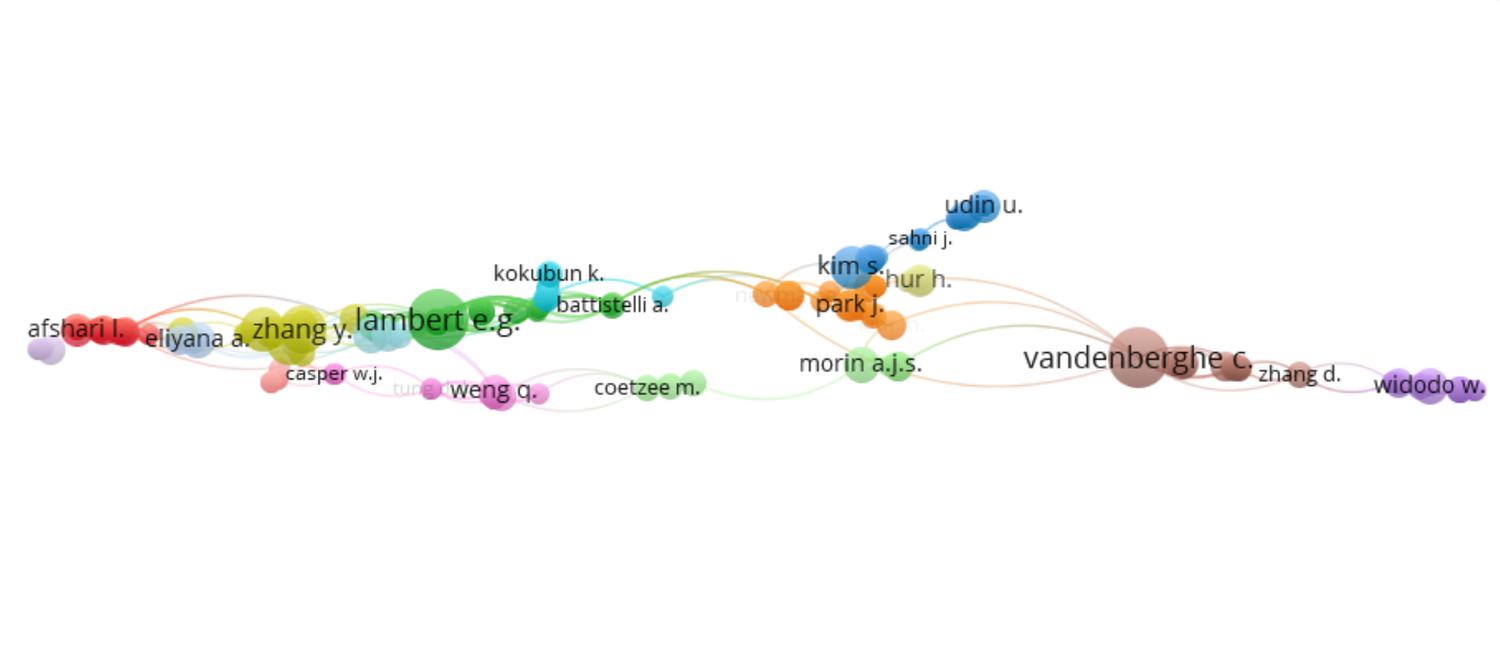 udin u.
sahni j.
kim s.
hur h.
kokubun k.
battistelli a.
park j.
lambert e.g.
zhang y.
afshari l.
eliyana a.
morin a.j.s.
vandenberghe c.
casper w.j.
zhang d.
weng q.
coetzee m.
widodo w.